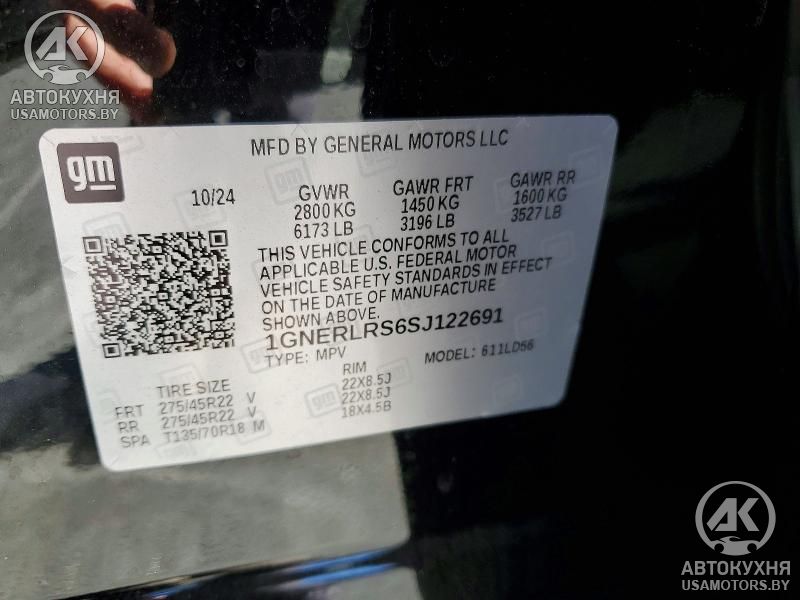 AK
АВТОКУХНЯ
USAMOTORS.BY
gm
MFD BY GENERAL MOTORS LLC
10/24
GVWR
2800 KG
6173 LB
GAWR FRT
1450 KG
3196 LB
GAWR RR
1600 KG
3527 LB
THIS VEHICLE CONFORMS TO ALL
APPLICABLE U.S. FEDERAL MOTOR
VEHICLE SAFETY STANDARDS IN EFFECT
ON THE DATE OF MANUFACTURE
SHOWN ABOVE.
1GNERLRS6SJ122691
TYPE: MPV MODEL: 611LD56
TIRE SIZE RIM
FRT 275/45R22 V 22X8.5J
RR 275/45R22 V 22X8.5J
SPA T135/70R18 M 18X4.5B
AK
АВТОКУХНЯ
USAMOTORS.BY